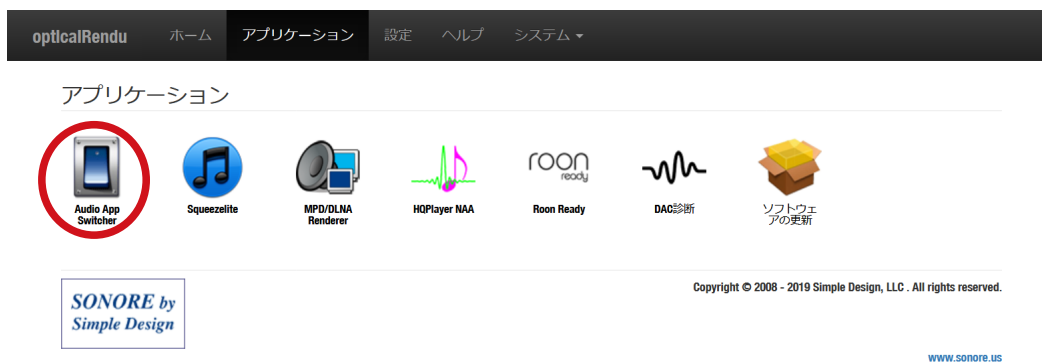 optIcalRendu ホーム アプリケーション 設定 ヘルプ システム
アプリケーション
Audio App
Switcher
Squeezelite
MPD/DLNA
Renderer
HQPlayer NAA
roon
ready
Roon Ready
DAC診断
ソフトウェ
アの更新
SONORE by
Simple Design
Copyright © 2008 - 2019 Simple Design, LLC . All rights reserved.
www.sonore.us